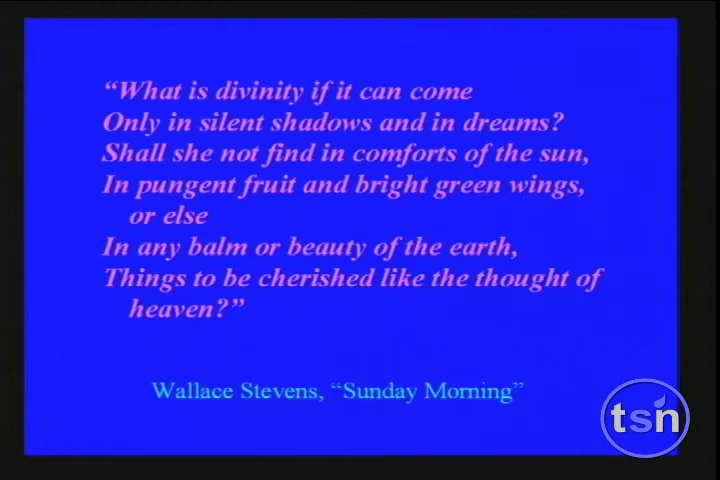 “What is divinity if it can come
Only in silent shadows and in dreams?
Shall she not find in comforts of the sun,
In pungent fruit and bright green wings,
or else
In any balm or beauty of the earth,
Things to be cherished like the thought of
heaven?”
Wallace Stevens, “Sunday Morning”
tsn